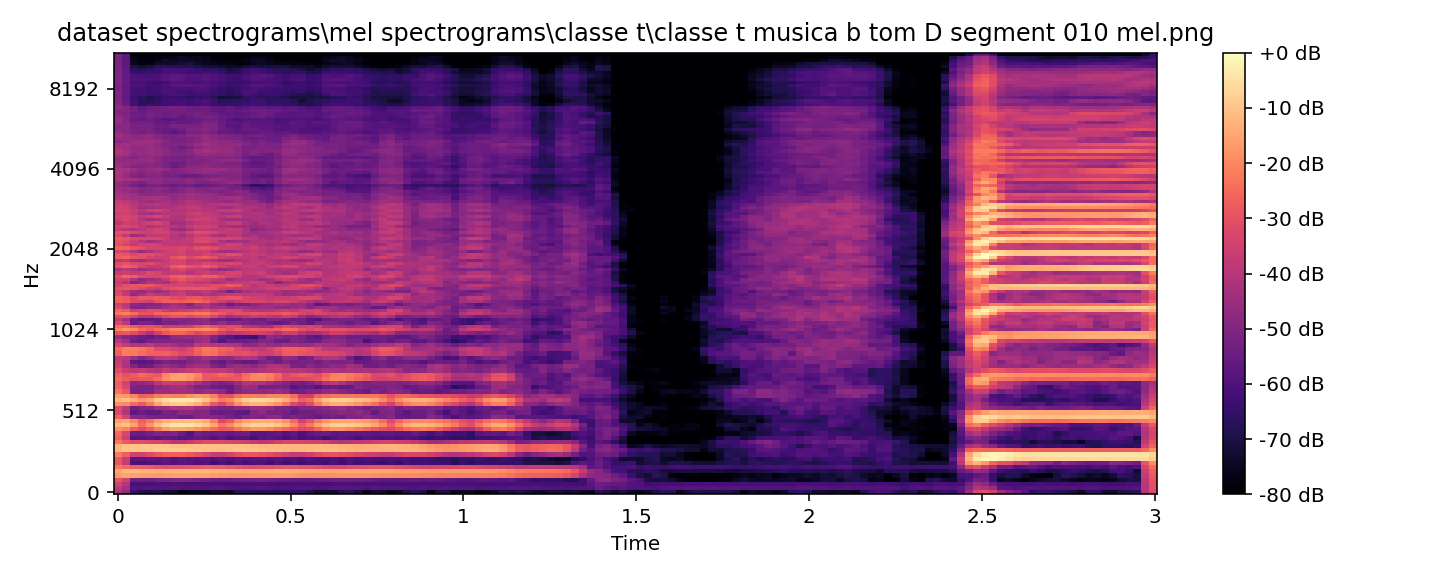 dataset spectrograms\mel spectrograms\classe t\classe t musica b tom D segment 010 mel.png
8192
4096
2048
1024
512
0
Hz
0
0.5
1
1.5
2
2.5
3
Time
+0 dB
-10 dB
-20 dB
-30 dB
-40 dB
-50 dB
-60 dB
-70 dB
-80 dB